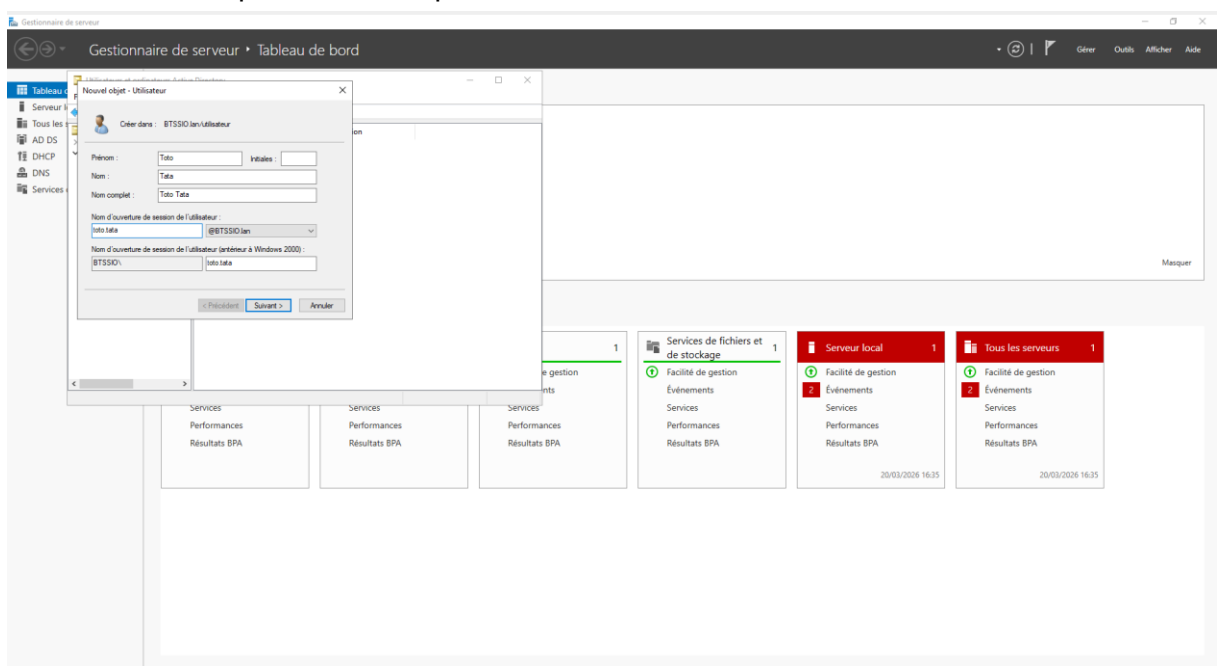 Gestionnaire de serveur
Gestionnaire de serveur • Tableau de bord
Gérer Outils Afficher Aide
Tableau
Serveur
Tous les
AD DS
DHCP
DNS
Services
Nouvel objet - Utilisateur
Créer dans : BTSSIO.lan/utilisateur
Prénom : Toto Initiales :
Nom : Tata
Nom complet : Toto Tata
Nom d'ouverture de session de l'utilisateur :
toto.tata @BTSSIO.lan
Nom d'ouverture de session de l'utilisateur (antérieur à Windows 2000) :
BTSSIO\ toto.tata
< Précédent Suivant > Annuler
Masquer
1
Services de fichiers et de stockage 1
Facilité de gestion
Événements
Services
Performances
Résultats BPA
Serveur local 1
Facilité de gestion
2 Événements
Services
Performances
Résultats BPA
20/03/2026 16:35
Tous les serveurs 1
Facilité de gestion
2 Événements
Services
Performances
Résultats BPA
20/03/2026 16:35
Services
Performances
Résultats BPA
Services
Performances
Résultats BPA
Services
Performances
Résultats BPA